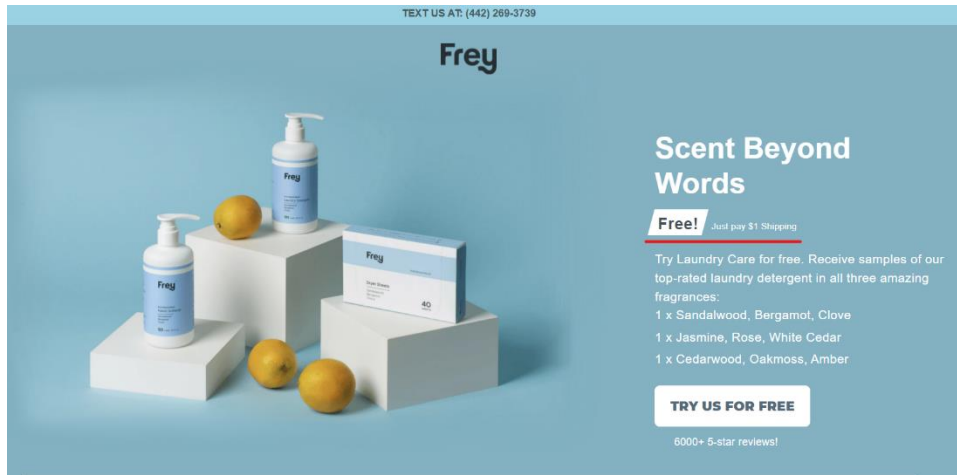 TEXT US AT: (442) 269-3739
Frey
Scent Beyond
Words
Free! Just pay $1 Shipping
Try Laundry Care for free. Receive samples of our
top-rated laundry detergent in all three amazing
fragrances:
1 x Sandalwood, Bergamot, Clove
1 x Jasmine, Rose, White Cedar
1 x Cedarwood, Oakmoss, Amber
TRY US FOR FREE
6000+ 5-star reviews!
Frey
Frey
Frey
40